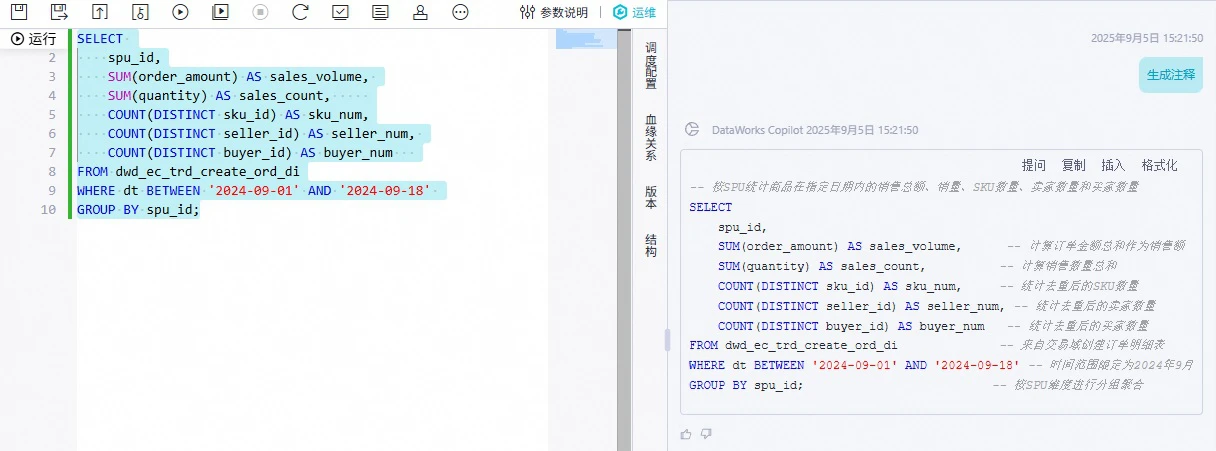 参数说明 | 运维
运行
SELECT
2 spu_id,
3 SUM(order_amount) AS sales_volume,
4 SUM(quantity) AS sales_count,
5 COUNT(DISTINCT sku_id) AS sku_num,
6 COUNT(DISTINCT seller_id) AS seller_num,
7 COUNT(DISTINCT buyer_id) AS buyer_num
8 FROM dwd_ec_trd_create_ord_di
9 WHERE dt BETWEEN '2024-09-01' AND '2024-09-18'
10 GROUP BY spu_id;
调度配置
血缘关系
版本
结构
2025年9月5日 15:21:50
生成注释
DataWorks Copilot 2025年9月5日 15:21:50
提问 复制 插入 格式化
-- 按SPU统计商品在指定日期内的销售总额、销量、SKU数量、卖家数量和买家数量
SELECT
spu_id,
SUM(order_amount) AS sales_volume, -- 计算订单金额总和作为销售额
SUM(quantity) AS sales_count, -- 计算销售数量总和
COUNT(DISTINCT sku_id) AS sku_num, -- 统计去重后的SKU数量
COUNT(DISTINCT seller_id) AS seller_num, -- 统计去重后的卖家数量
COUNT(DISTINCT buyer_id) AS buyer_num -- 统计去重后的买家数量
FROM dwd_ec_trd_create_ord_di -- 来自交易域创建订单明细表
WHERE dt BETWEEN '2024-09-01' AND '2024-09-18' -- 时间范围限定为2024年9月
GROUP BY spu_id; -- 按SPU维度进行分组聚合